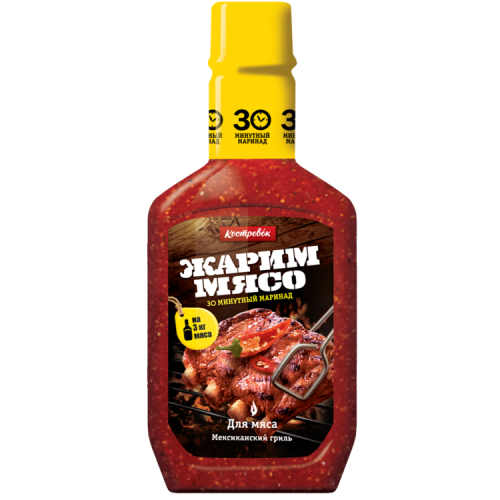 30
МИНУТНЫЙ
МАРИНАД
Костровок
ЖАРИМ
МЯСО
30 МИНУТНЫЙ МАРИНАД
на
3 кг
мяса
Для мяса
Мексиканский гриль